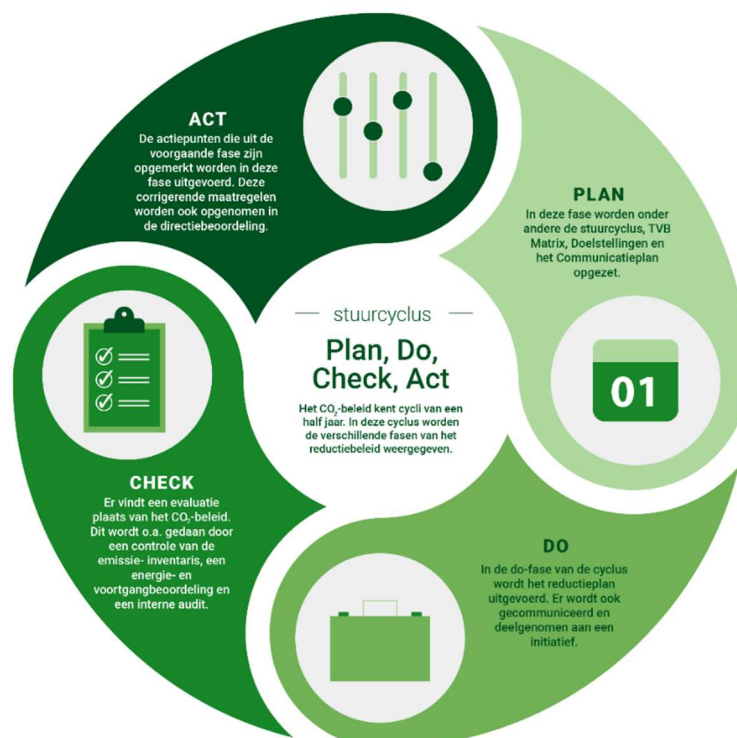 ACT
De actiepunten die uit de
voorgaande fase zijn
opgemerkt worden in deze
fase uitgevoerd. Deze
corrigerende maatregelen
worden ook opgenomen in
de directiebeoordeling.
PLAN
In deze fase worden onder
andere de stuurcyclus, TVB
Matrix, Doelstellingen en
het Communicatieplan
opgezet.
01
stuurcyclus
Plan, Do,
Check, Act
Het CO₂-beleid kent cycli van een
half jaar. In deze cyclus worden
de verschillende fasen van het
reductiebeleid weergegeven.
CHECK
Er vindt een evaluatie
plaats van het CO₂-beleid.
Dit wordt o.a. gedaan door
een controle van de
emissie- inventaris, een
energie- en
voortgangbeoordeling en
een interne audit.
DO
In de do-fase van de cyclus
wordt het reductieplan
uitgevoerd. Er wordt ook
gecommuniceerd en
deelgenomen aan een
initiatief.